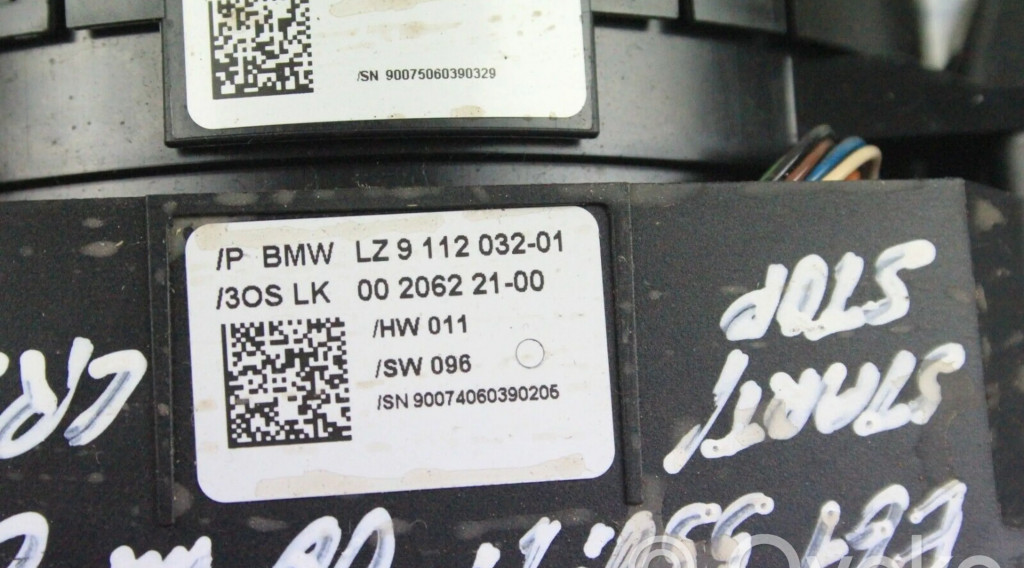 /SN 90075060390329
/P BMW LZ 9 112 032-01
/3OS LK 00 2062 21-00
/HW 011
/SW 096
/SN 90074060390205
START/
STOP